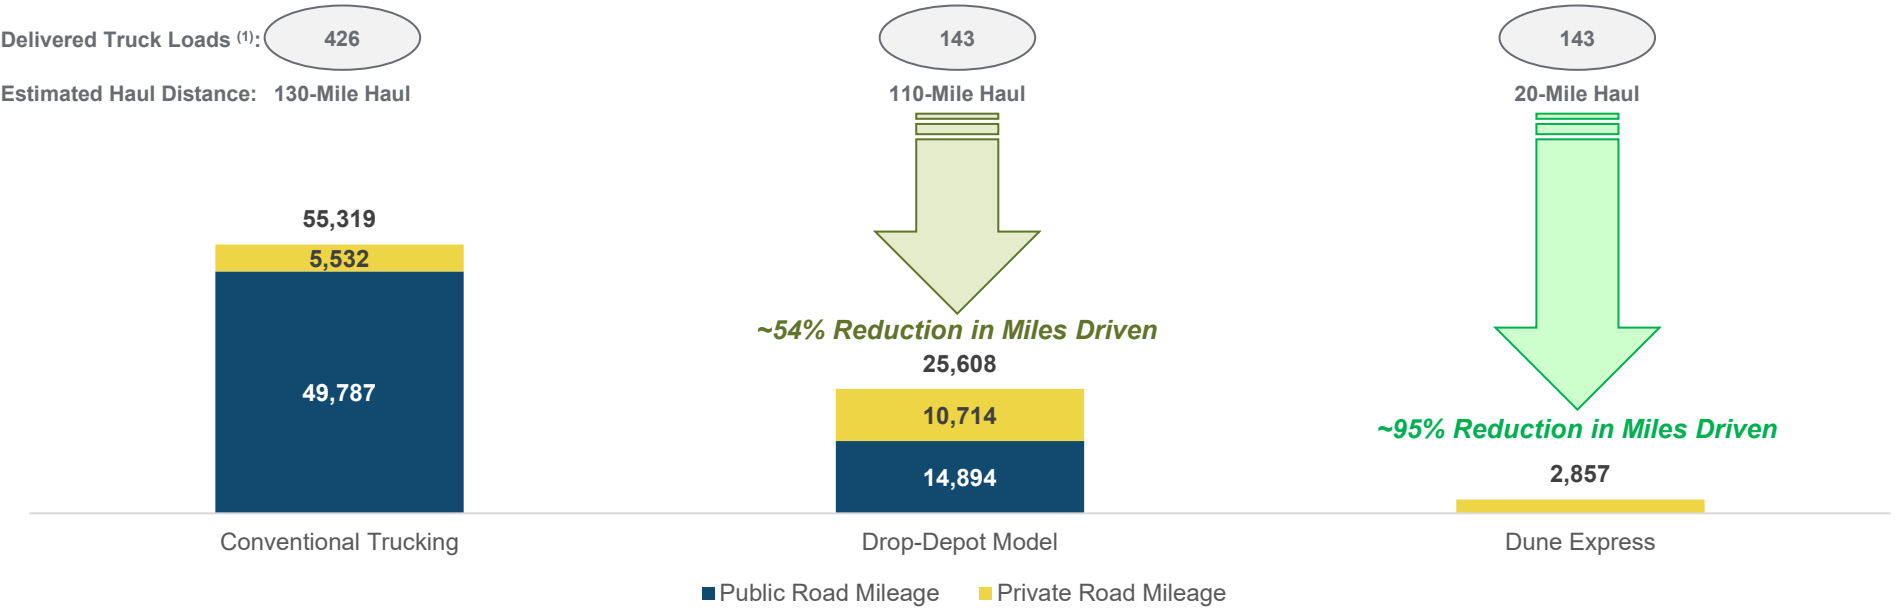 Delivered Truck Loads (1): 426 143 143
Estimated Haul Distance: 130-Mile Haul 110-Mile Haul 20-Mile Haul
55,319
5,532
49,787
~54% Reduction in Miles Driven
25,608
10,714
14,894
~95% Reduction in Miles Driven
2,857
Conventional Trucking Drop-Depot Model Dune Express
Public Road Mileage Private Road Mileage